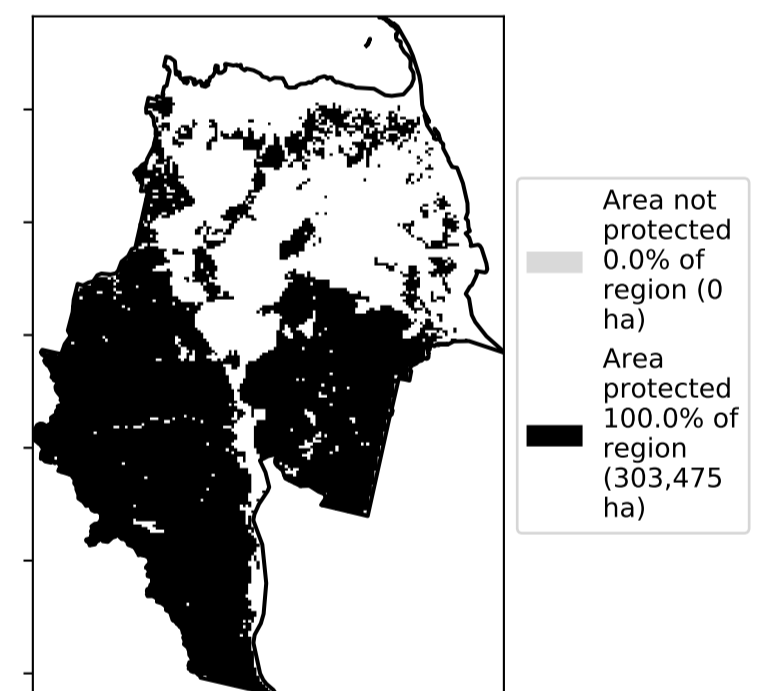 Area not
protected
0.0% of
region (0
ha)
Area
protected
100.0% of
region
(303,475
ha)